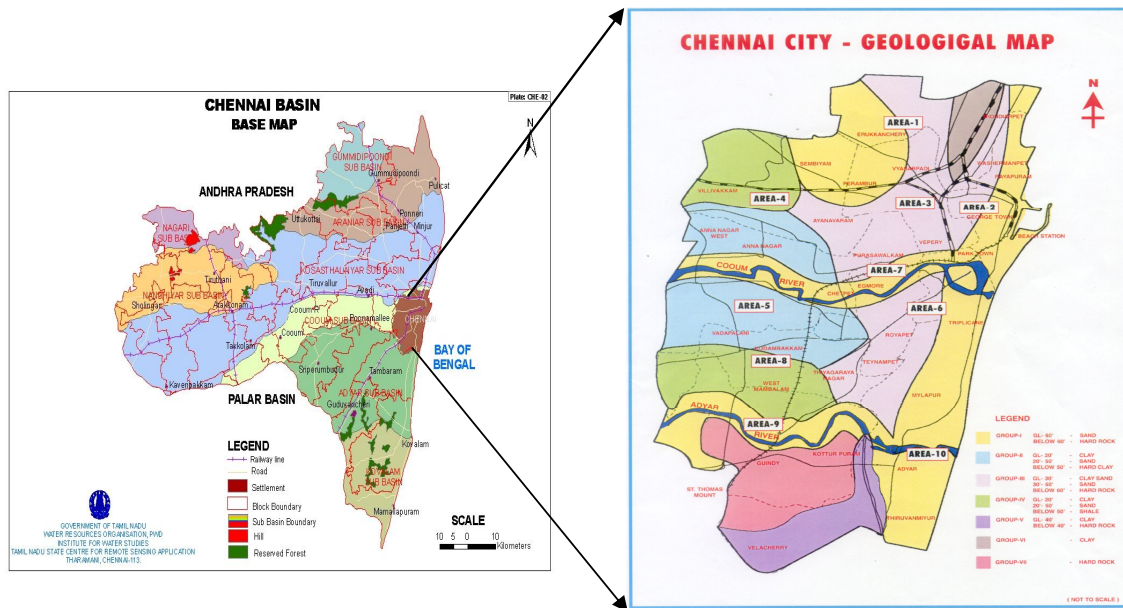 Plate: CHE-02
CHENNAI BASIN
BASE MAP
N
GUMMIDIPOONDI
SUB BASIN
Gummudipoondi
Pulicat
ANDHRA PRADESH
Uttukottai
ARANIAR SUB BASIN
Ponneri
Panjetti
Minjur
NAGARI
SUB BASIN
KOSASTHALAIYAR SUB BASIN
Tiruttani
Tiruvallur
Avadi
NANDIYAR SUB BASIN
Sholingar
Arakkonam
Cooum R
Poonamallee
CHENNAI
COOUM SUB BASIN
Cooum
Takkolam
BAY OF
BENGAL
Sriperumbudur
Tambaram
Kaveripakkam
ADYAR SUB BASIN
PALAR BASIN
Guduvancheri
Kovalam
KOVALAM
SUB BASIN
Mamallapuram
LEGEND
Railway line
Road
Settlement
Block Boundary
Sub Basin Boundary
Hill
Reserved Forest
SCALE
10 5 0 10
Kilometers
GOVERNMENT OF TAMIL NADU
WATER RESOURCES ORGANISATION, PWD
INSTITUTE FOR WATER STUDIES
TAMIL NADU STATE CENTRE FOR REMOTE SENSING APPLICATION
THARAMANI, CHENNAI-113.
CHENNAI CITY - GEOLOGIGAL MAP
N
AREA-1
ERUKKANCHERY
TONDIARPET
SEMBIYAM
VYASARPADI
WASHERMANPET
RAYAPURAM
PERAMBUR
VILLIVAKKAM
AREA-4
AREA-3
AREA-2
AYANAVARAM
GEORGE TOWN
ANNA NAGAR
WEST
ANNA NAGAR
VEPERY
BEACH STATION
PURASAWALKAM
PARK TOWN
COOUM
RIVER
AREA-7
EGMORE
CHETPET
AREA-5
AREA-6
TRIPLICANE
VADAPALANI
ROYAPET
KODAMBAKKAM
AREA-8
TEYNAMPET
THIYAGARAYA
NAGAR
WEST
MAMBALAM
MYLAPUR
ADYAR
RIVER
AREA-9
KOTTUR PURAM
AREA-10
GUINDY
ADYAR
ST. THOMAS
MOUNT
THIRUVANMIYUR
VELACHERY
LEGEND
GROUP-I GL- 50' - SAND
BELOW 50' - HARD ROCK
GROUP-II GL- 20' - CLAY
20'- 50' - SAND
BELOW 50' - HARD CLAY
GROUP-III GL- 30' - CLAY SAND
30'- 50' - SAND
BELOW 60' - HARD ROCK
GROUP-IV GL- 20' - CLAY
20'- 50' - SAND
BELOW 50' - SHALE
GROUP-V GL- 40' - CLAY
BELOW 40' - HARD ROCK
GROUP-VI - CLAY
GROUP-VII - HARD ROCK
( NOT TO SCALE )